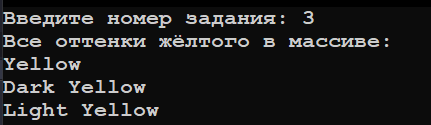 Введите номер задания: 3
Все оттенки жёлтого в массиве:
Yellow
Dark Yellow
Light Yellow